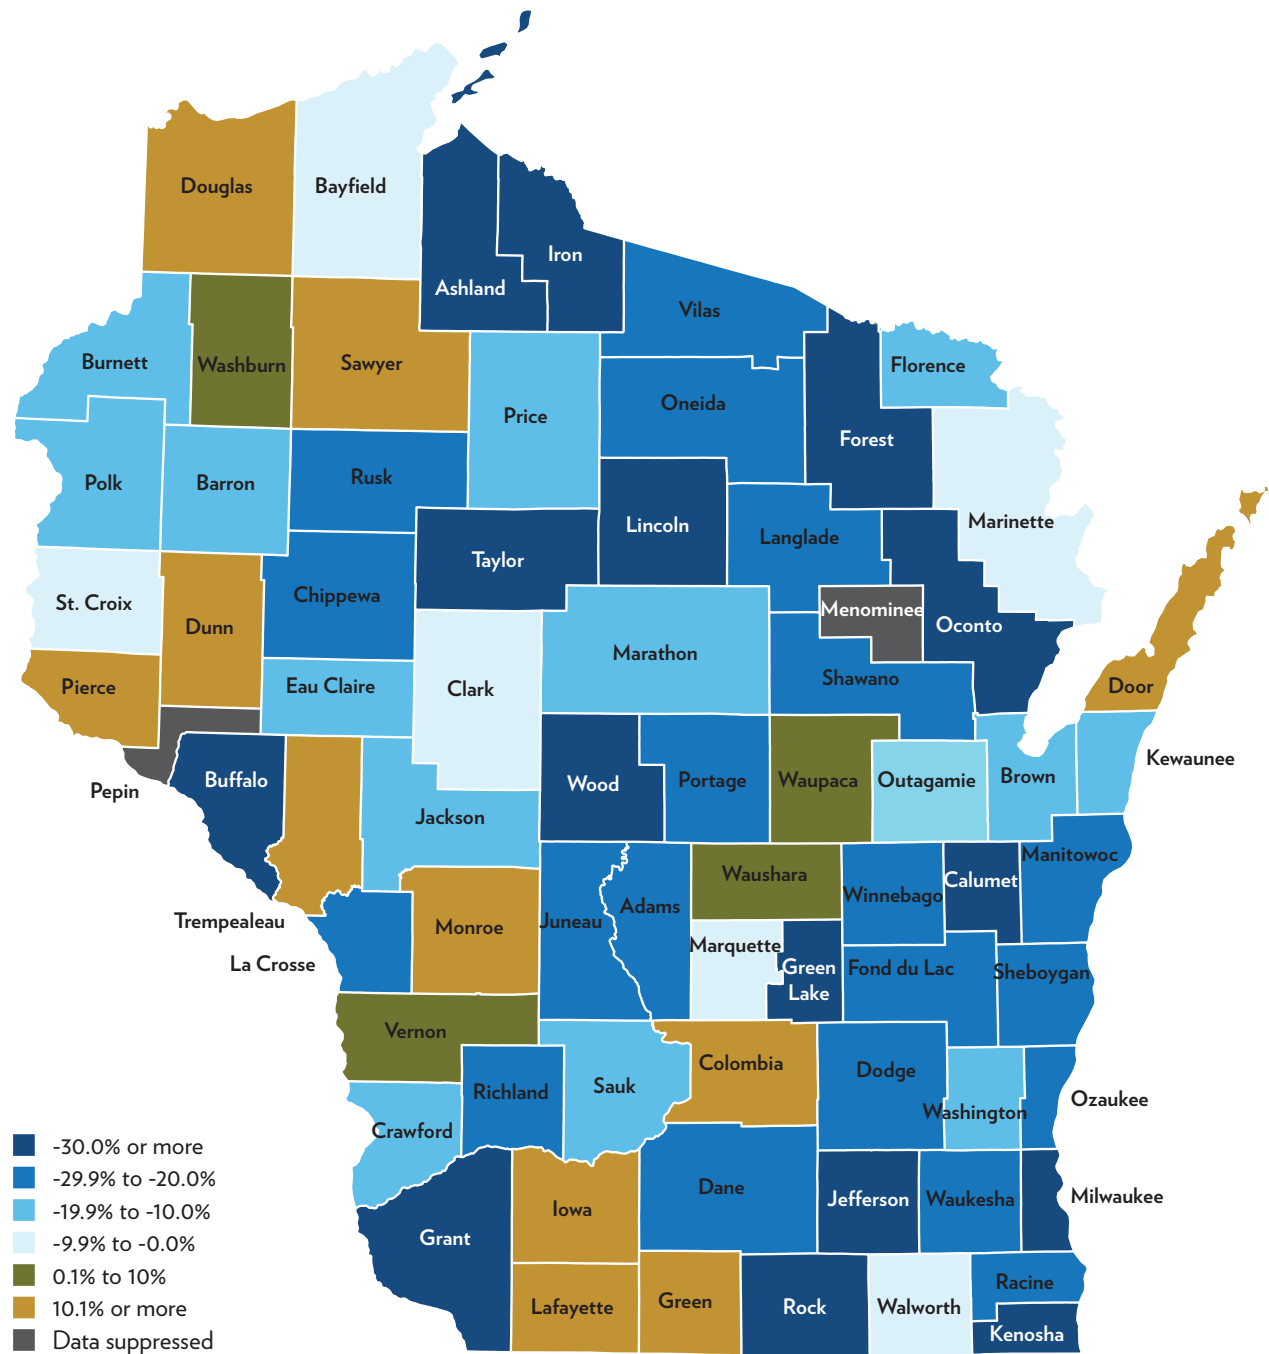 Douglas
Bayfield
Iron
Ashland
Vilas
Burnett
Washburn
Sawyer
Florence
Price
Oneida
Forest
Polk
Barron
Rusk
Lincoln
Marinette
Langlade
Taylor
St. Croix
Chippewa
Menominee
Dunn
Oconto
Marathon
Pierce
Eau Claire
Clark
Shawano
Door
Kewaunee
Pepin
Buffalo
Wood
Portage
Waupaca
Outagamie
Brown
Jackson
Manitowoc
Waushara
Calumet
Winnebago
Trempealeau
Monroe
Juneau
Adams
Marquette
La Crosse
Green
Lake
Fond du Lac
Sheboygan
Vernon
Colombia
Dodge
Richland
Sauk
Washington
Ozaukee
Crawford
Dane
Jefferson
Waukesha
Milwaukee
Iowa
Grant
Racine
Lafayette
Green
Rock
Walworth
Kenosha
-30.0% or more
-29.9% to -20.0%
-19.9% to -10.0%
-9.9% to -0.0%
0.1% to 10%
10.1% or more
Data suppressed